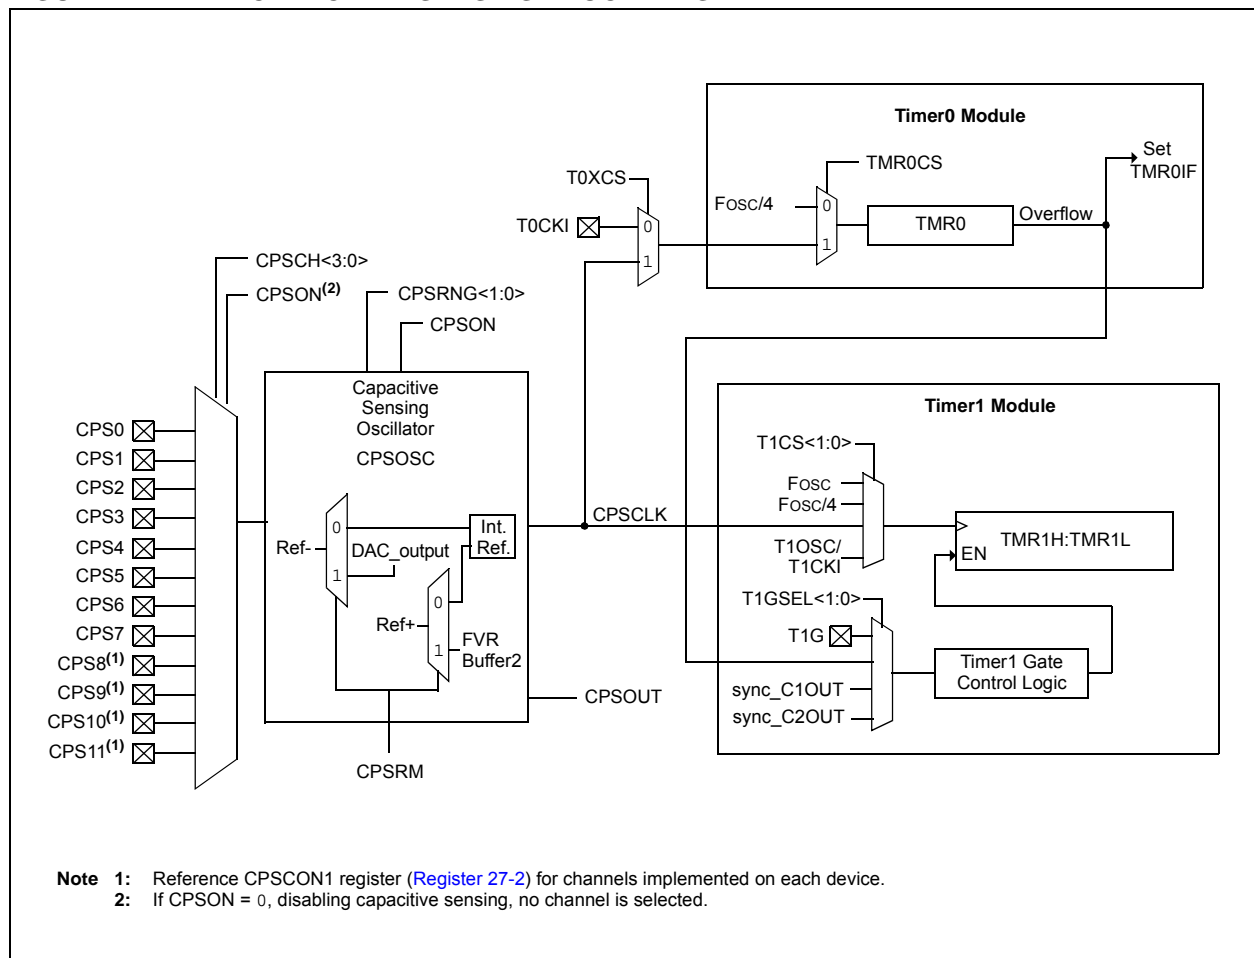 Timer0 Module
TMR0CS
Set
TMR0IF
T0XCS
FOSC/4
0
T0CKI
0
TMR0
Overflow
1
1
CPSCH<3:0>
CPSON(2)
CPSRNG<1:0>
CPSON
Capacitive
Sensing
Oscillator
CPSOSC
Timer1 Module
CPS0
CPS1
CPS2
CPS3
CPS4
CPS5
CPS6
CPS7
CPS8(1)
CPS9(1)
CPS10(1)
CPS11(1)
Ref-
0
1
DAC_output
Int.
Ref.
Ref+
0
1
FVR
Buffer2
CPSCLK
CPSOUT
CPSRM
T1CS<1:0>
FOSC
FOSC/4
T1OSC/
T1CKI
EN
TMR1H:TMR1L
T1GSEL<1:0>
T1G
sync_C1OUT
sync_C2OUT
Timer1 Gate
Control Logic
Note 1: Reference CPSCON1 register (Register 27-2) for channels implemented on each device.
2: If CPSON = 0, disabling capacitive sensing, no channel is selected.